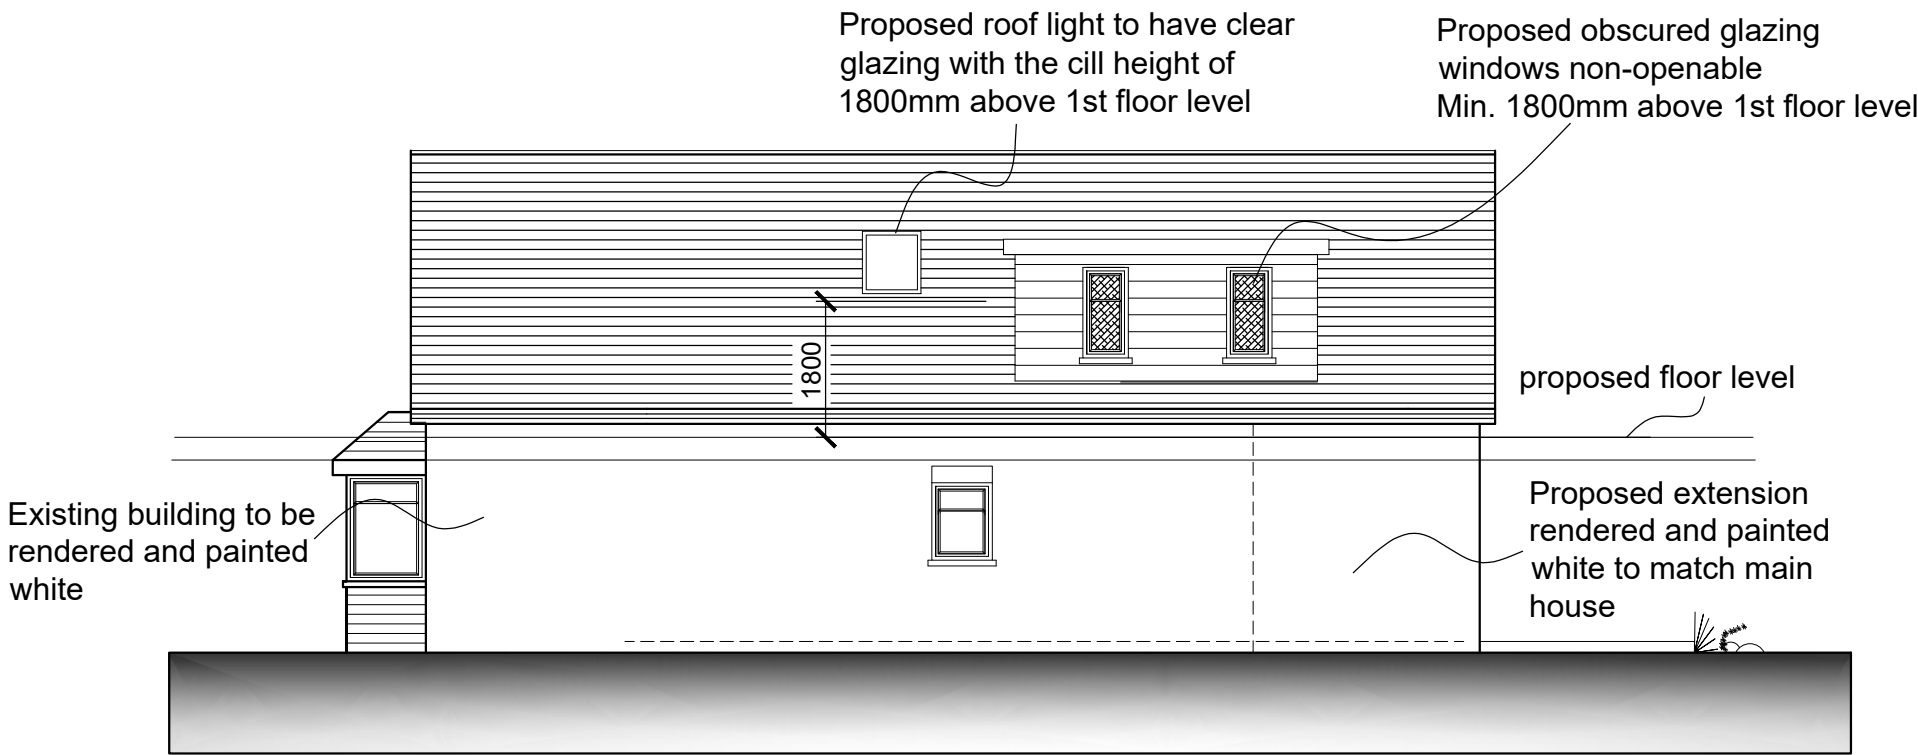 Proposed roof light to have clear
glazing with the cill height of
1800mm above 1st floor level
Proposed obscured glazing
windows non-openable
Min. 1800mm above 1st floor level
1800
proposed floor level
Existing building to be
rendered and painted
white
Proposed extension
rendered and painted
white to match main
house